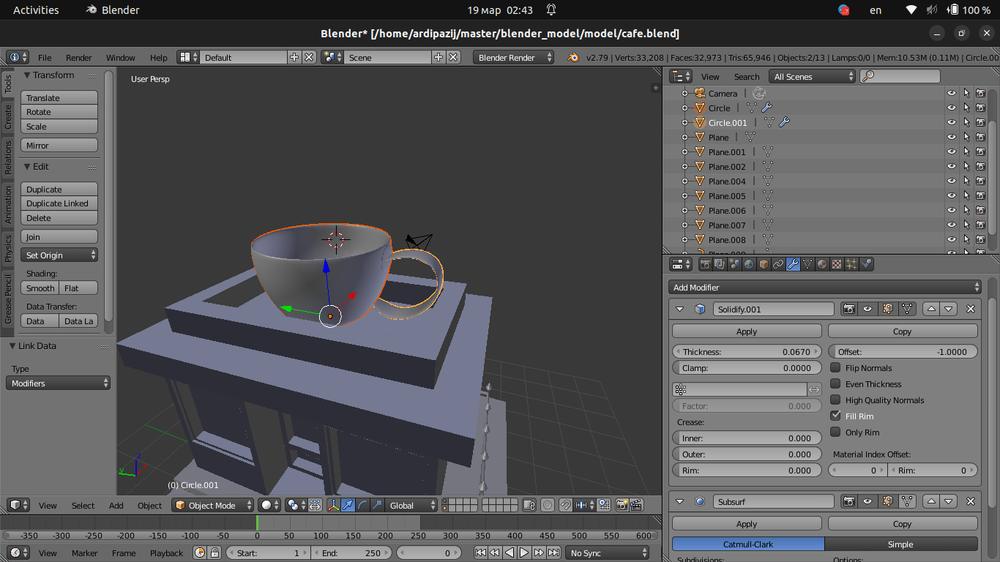 Activities Blender 19 мар 02:43 en 100 %
Blender* [/home/ardipazij/master/blender_model/model/cafe.blend]
File Render Window Help Default Scene Blender Render v2.79 | Verts:33,208 | Faces:32,973 | Tris:65,946 | Objects:2/13 | Lamps:0/0 | Mem:10.53M (0.11M) | Circle.00
Tools
Create
Relations
Animation
Physics
Grease Pencil
Transform
Translate
Rotate
Scale
Mirror
Edit
Duplicate
Duplicate Linked
Delete
Join
Set Origin
Shading:
Smooth Flat
Data Transfer:
Data Data La
Link Data
Type
Modifiers
User Persp
z
y
x
(0) Circle.001
View Select Add Object Object Mode Global
-350 -300 -250 -200 -150 -100 -50 0 50 100 150 200 250 300 350 400 450 500 550 600
View Marker Frame Playback Start: 1 End: 250 0 No Sync
View Search All Scenes
Camera
Circle
Circle.001
Plane
Plane.001
Plane.002
Plane.004
Plane.005
Plane.006
Plane.007
Plane.008
Add Modifier
Solidify.001
Apply Copy
Thickness: 0.0670 Offset: -1.0000
Clamp: 0.0000 Flip Normals
Even Thickness
Factor: 0.000 High Quality Normals
Crease: Fill Rim
Inner: 0.000 Only Rim
Outer: 0.000 Material Index Offset:
Rim: 0.000 0 Rim: 0
Subsurf
Apply Copy
Catmull-Clark Simple
Subdivisions: Options: